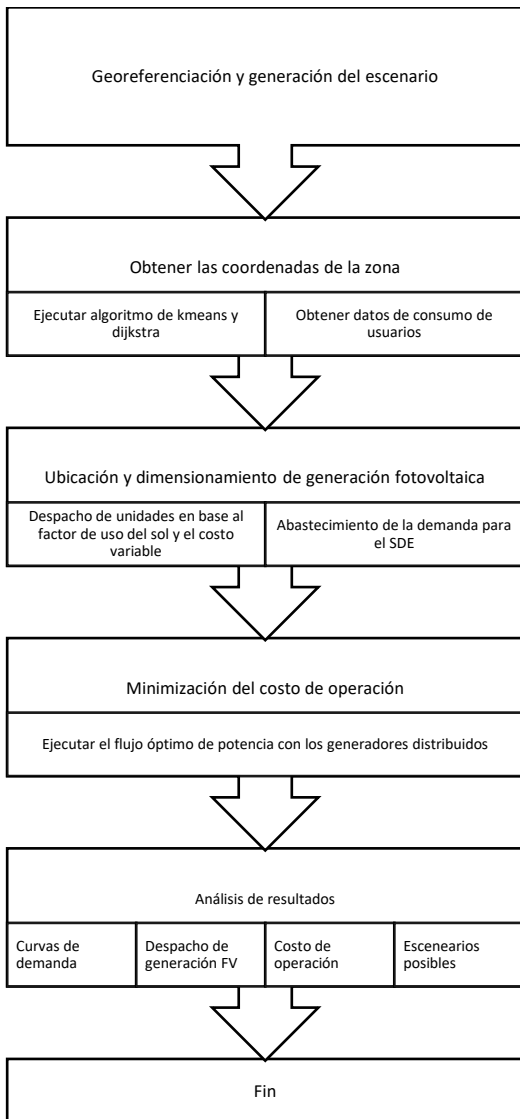 Georeferenciación y generación del escenario
Obtener las coordenadas de la zona
Ejecutar algoritmo de kmeans y
dijkstra
Obtener datos de consumo de
usuarios
Ubicación y dimensionamiento de generación fotovoltaica
Despacho de unidades en base al
factor de uso del sol y el costo
variable
Abastecimiento de la demanda para
el SDE
Minimización del costo de operación
Ejecutar el flujo óptimo de potencia con los generadores distribuidos
Análisis de resultados
Curvas de
demanda
Despacho de
generación FV
Costo de
operación
Escenearios
posibles
Fin